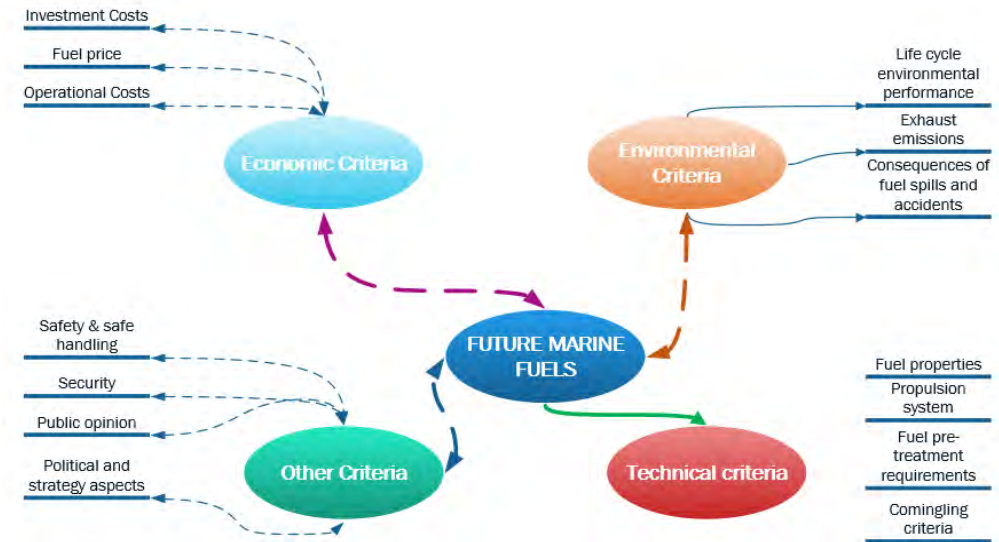 Investment Costs
Fuel price
Operational Costs
Economic Criteria
Environmental
Criteria
Life cycle
environmental
performance
Exhaust
emissions
Consequences of
fuel spills and
accidents
FUTURE MARINE
FUELS
Safety & safe
handling
Security
Public opinion
Political and
strategy aspects
Other Criteria
Technical criteria
Fuel properties
Propulsion
system
Fuel pre-
treatment
requirements
Comingling
criteria